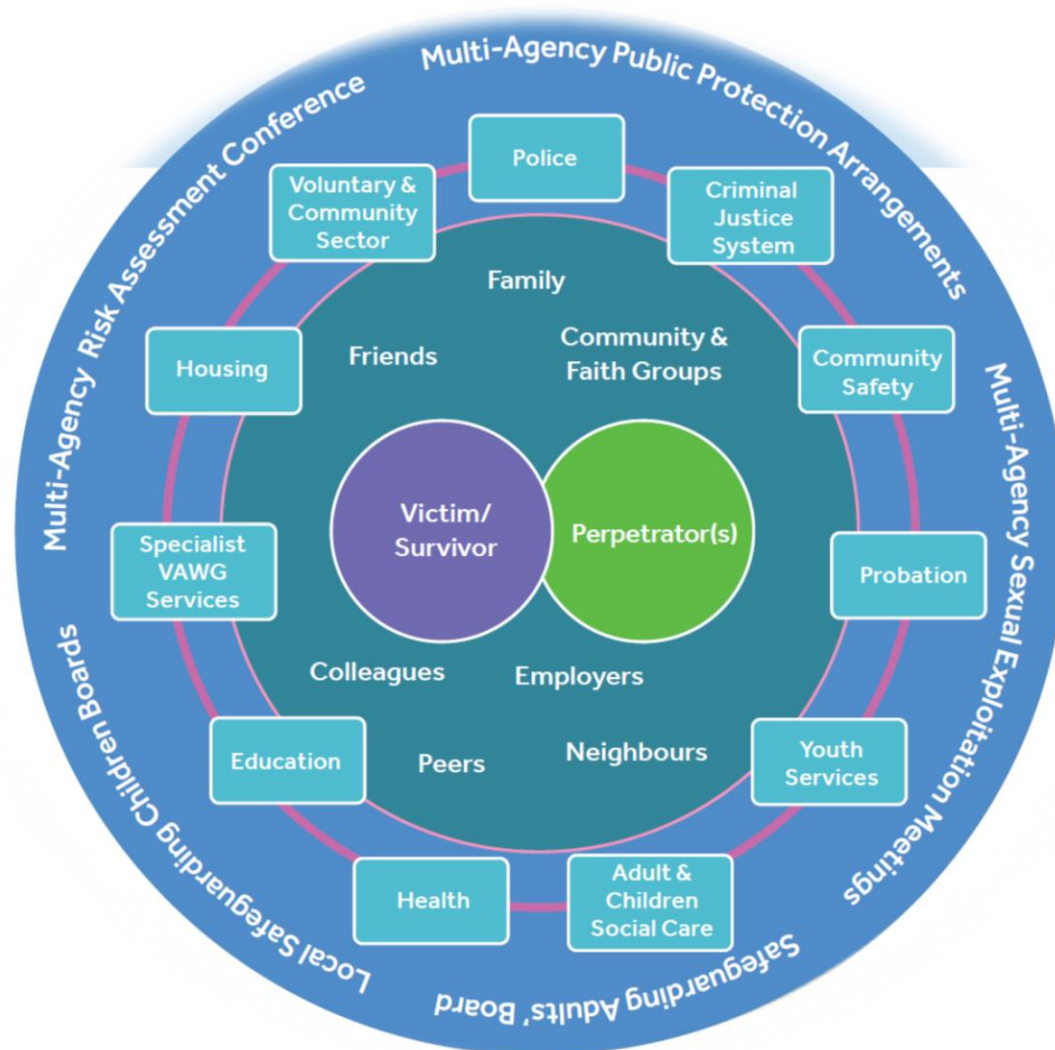 Multi-Agency Risk Assessment Conference
Multi-Agency Public Protection Arrangements
Multi-Agency Sexual Exploitation Meetings
Safeguarding Adults' Board
Local Safeguarding Children Boards
Police
Criminal
Justice
System
Community
Safety
Probation
Youth
Services
Adult &
Children
Social Care
Health
Education
Specialist
VAWG
Services
Housing
Voluntary &
Community
Sector
Family
Friends
Community &
Faith Groups
Victim/
Survivor
Perpetrator(s)
Colleagues
Employers
Peers
Neighbours